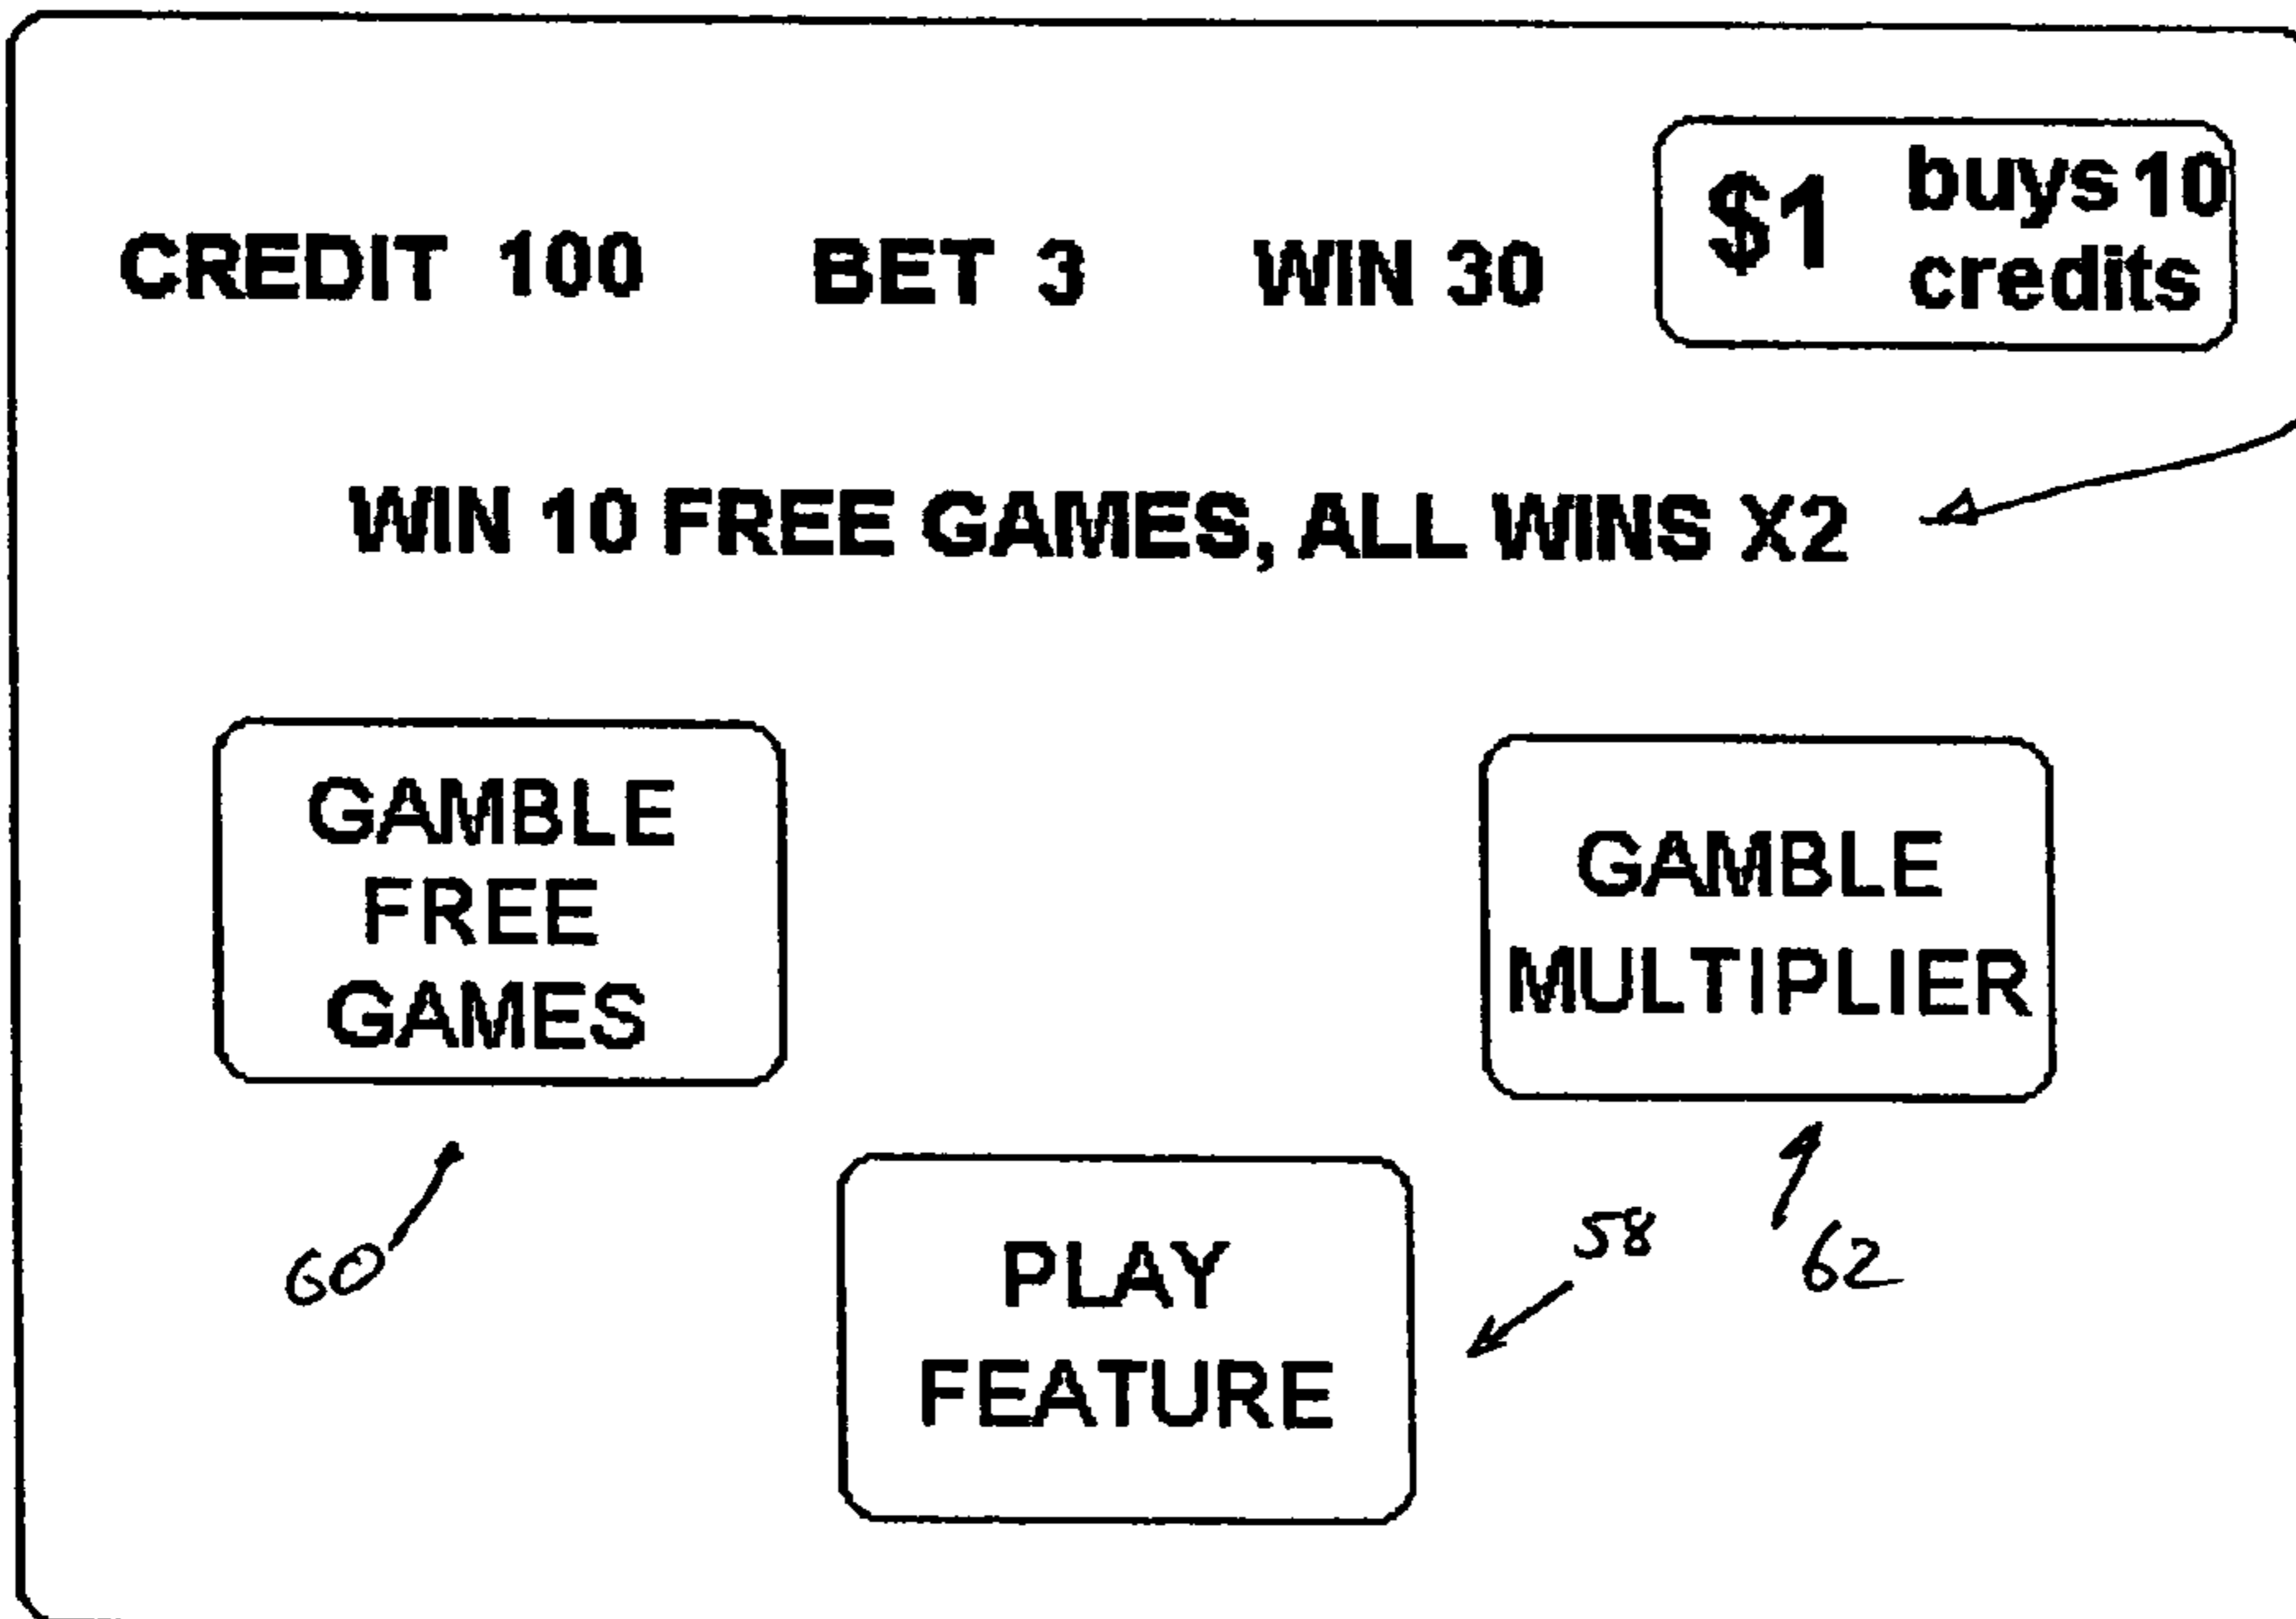 CREDIT 100 BET 3 WIN 30 $1 buys 10
credits
WIN 10 FREE GAMES, ALL WINS X2
GAMBLE
FREE
GAMES
GAMBLE
MULTIPLIER
60
PLAY
FEATURE
58
62